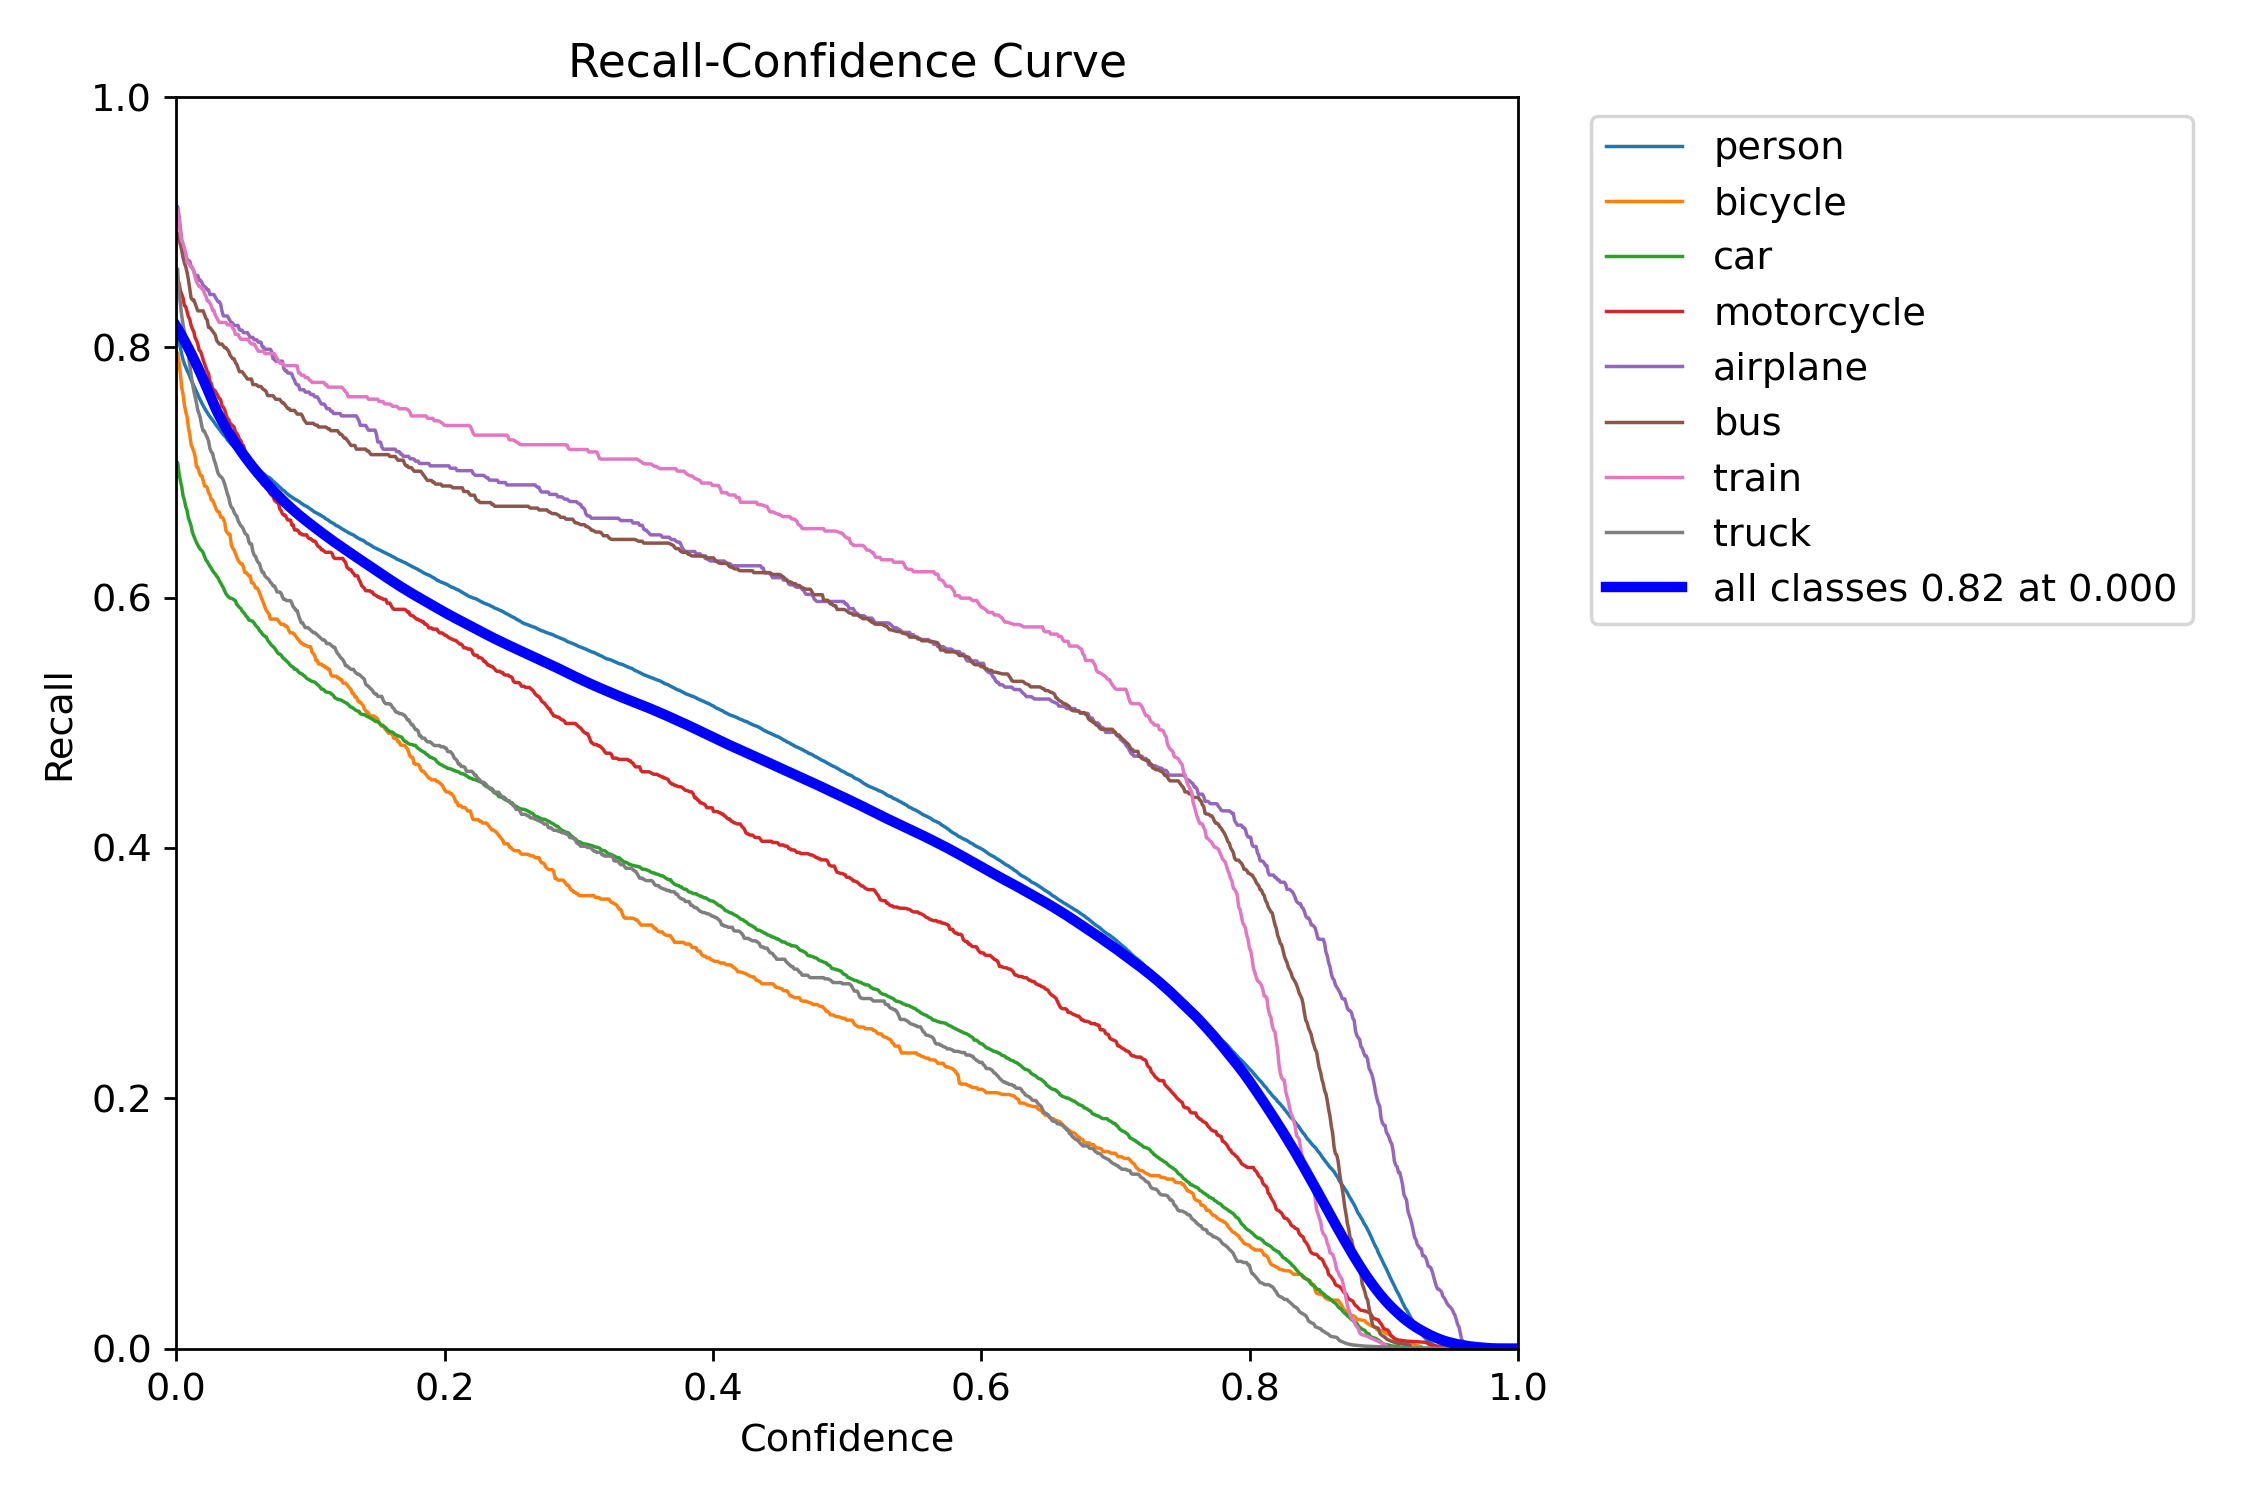 Recall-Confidence Curve
1.0
0.8
0.6
0.4
0.2
0.0
Recall
0.0 0.2 0.4 0.6 0.8 1.0
Confidence
person
bicycle
car
motorcycle
airplane
bus
train
truck
all classes 0.82 at 0.000